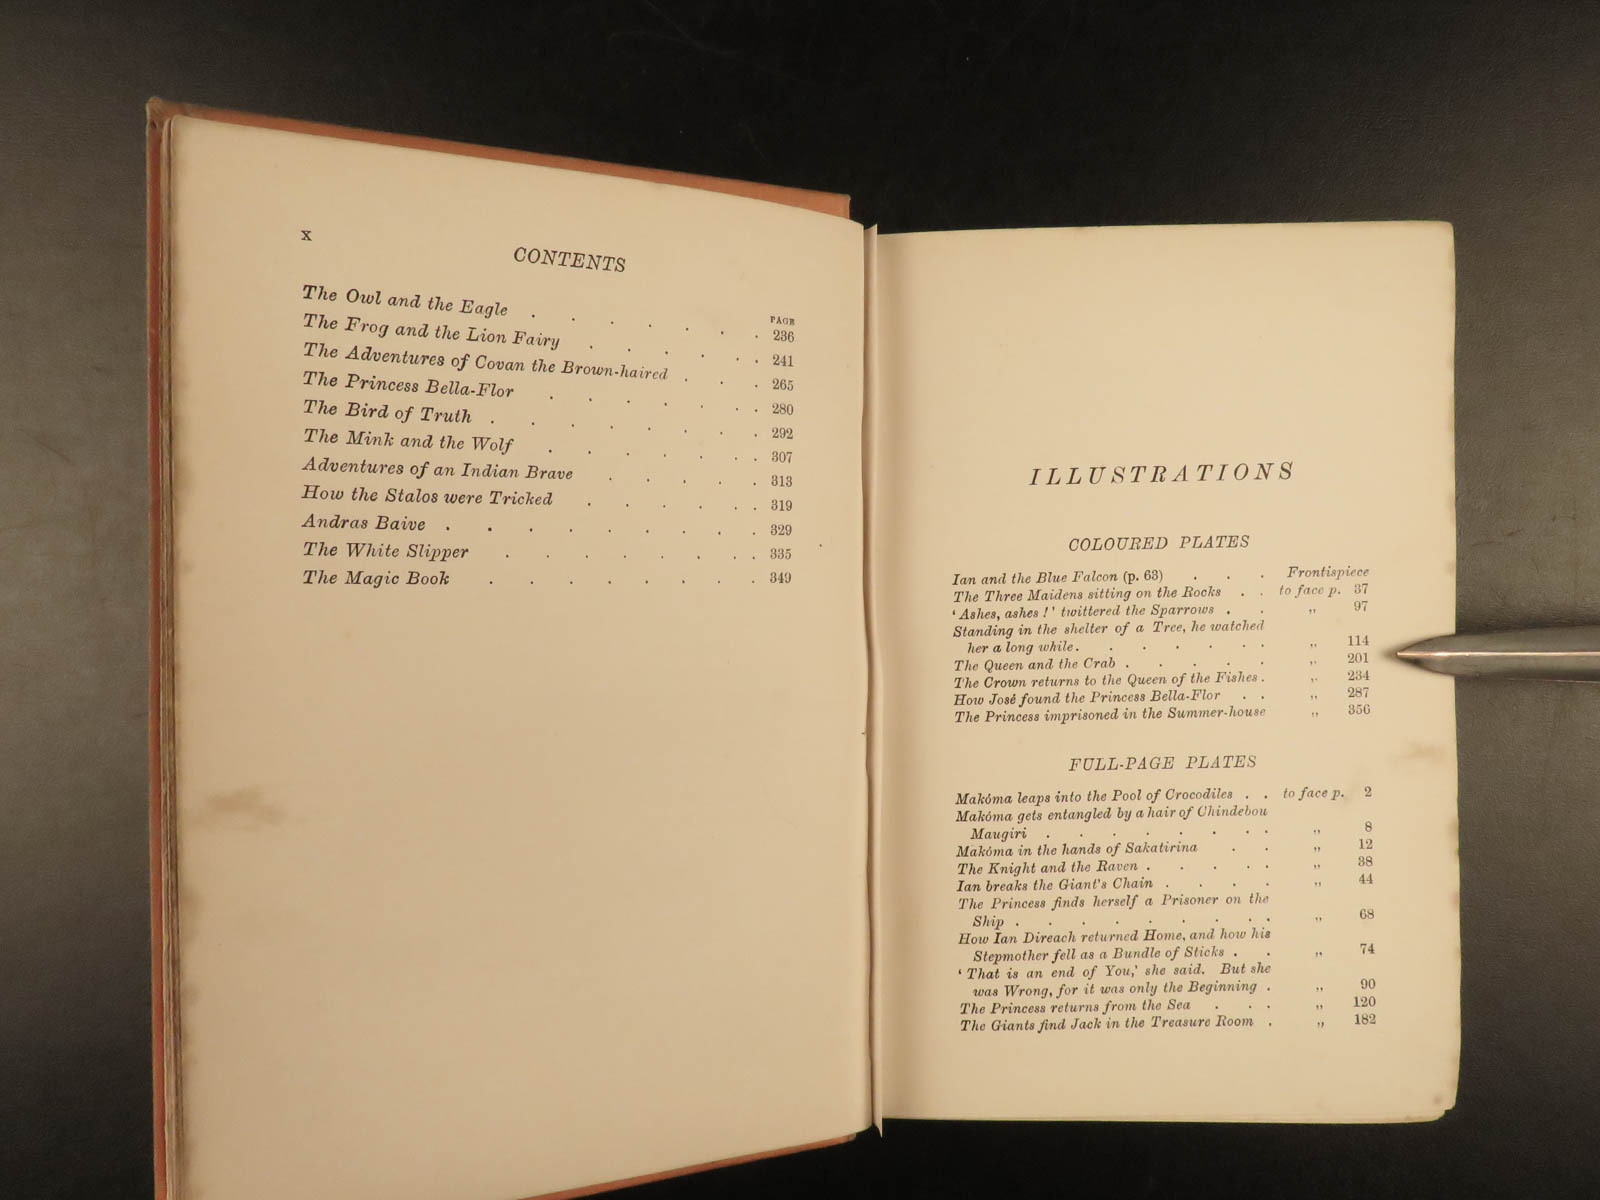 x
CONTENTS
PAGE
The Owl and the Eagle . . . . . . . 236
The Frog and the Lion Fairy . . . . . 241
The Adventures of Covan the Brown-haired . . . 265
The Princess Bella-Flor . . . . . . 280
The Bird of Truth . . . . . . . 292
The Mink and the Wolf . . . . . . 307
Adventures of an Indian Brave . . . . . 313
How the Stalos were Tricked . . . . . . 319
Andras Baive . . . . . . . . 329
The White Slipper . . . . . . . 335
The Magic Book . . . . . . . 349
ILLUSTRATIONS
COLOURED PLATES
Ian and the Blue Falcon (p. 63) . . . Frontispiece
The Three Maidens sitting on the Rocks . . to face p. 37
‘Ashes, ashes!’ twittered the Sparrows . . „ 97
Standing in the shelter of a Tree, he watched
her a long while . . . . . . . „ 114
The Queen and the Crab . . . . . „ 201
The Crown returns to the Queen of the Fishes . „ 234
How José found the Princess Bella-Flor . . „ 287
The Princess imprisoned in the Summer-house „ 356
FULL-PAGE PLATES
Makóma leaps into the Pool of Crocodiles . . to face p. 2
Makóma gets entangled by a hair of Chindebou
Maugiri . . . . . . . . „ 8
Makóma in the hands of Sakatirina . . „ 12
The Knight and the Raven . . . . . „ 38
Ian breaks the Giant's Chain . . . . „ 44
The Princess finds herself a Prisoner on the
Ship . . . . . . . . . „ 68
How Ian Direach returned Home, and how his
Stepmother fell as a Bundle of Sticks . . „ 74
‘That is an end of You,’ she said. But she
was Wrong, for it was only the Beginning . „ 90
The Princess returns from the Sea . . . „ 120
The Giants find Jack in the Treasure Room . „ 182